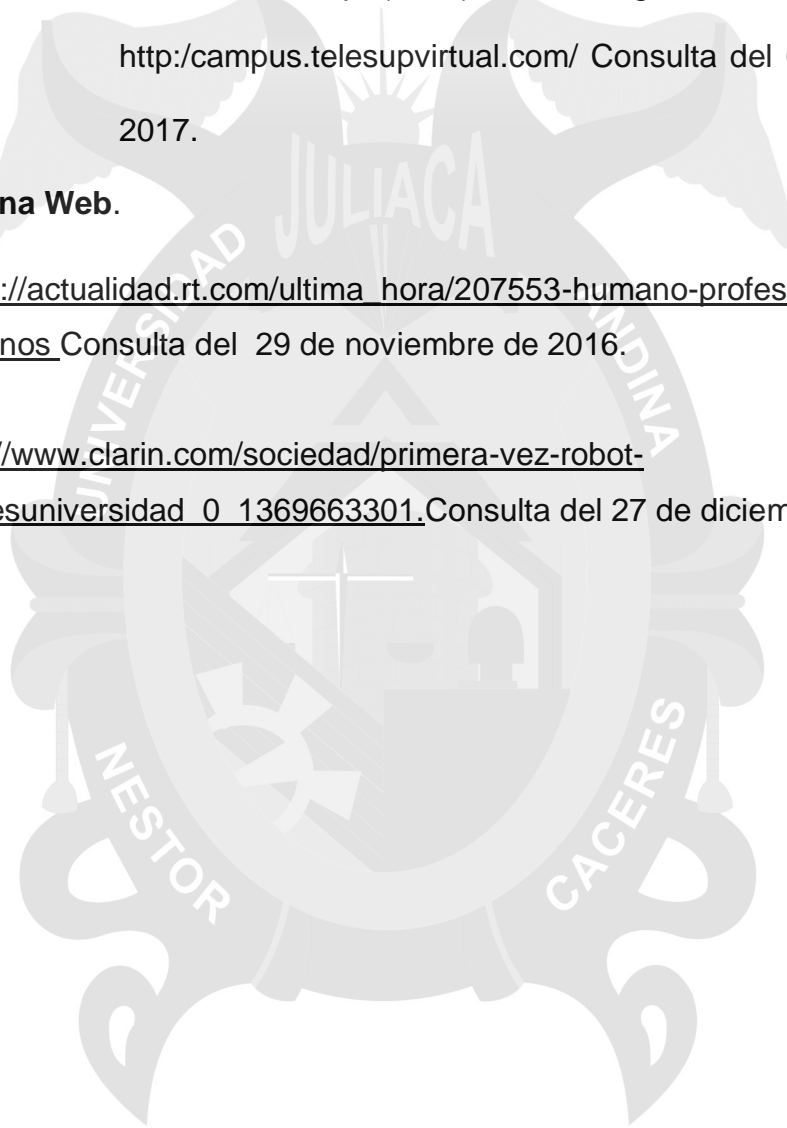 http:/campus.telesupvirtual.com/ Consulta del
2017.
na Web.
://actualidad.rt.com/ultima_hora/207553-humano-profes
nos Consulta del 29 de noviembre de 2016.
//www.clarin.com/sociedad/primera-vez-robot-
esuniversidad_0_1369663301.Consulta del 27 de diciem
UNIVERSIDAD ANDINA
JULIACA
NESTOR CACERES